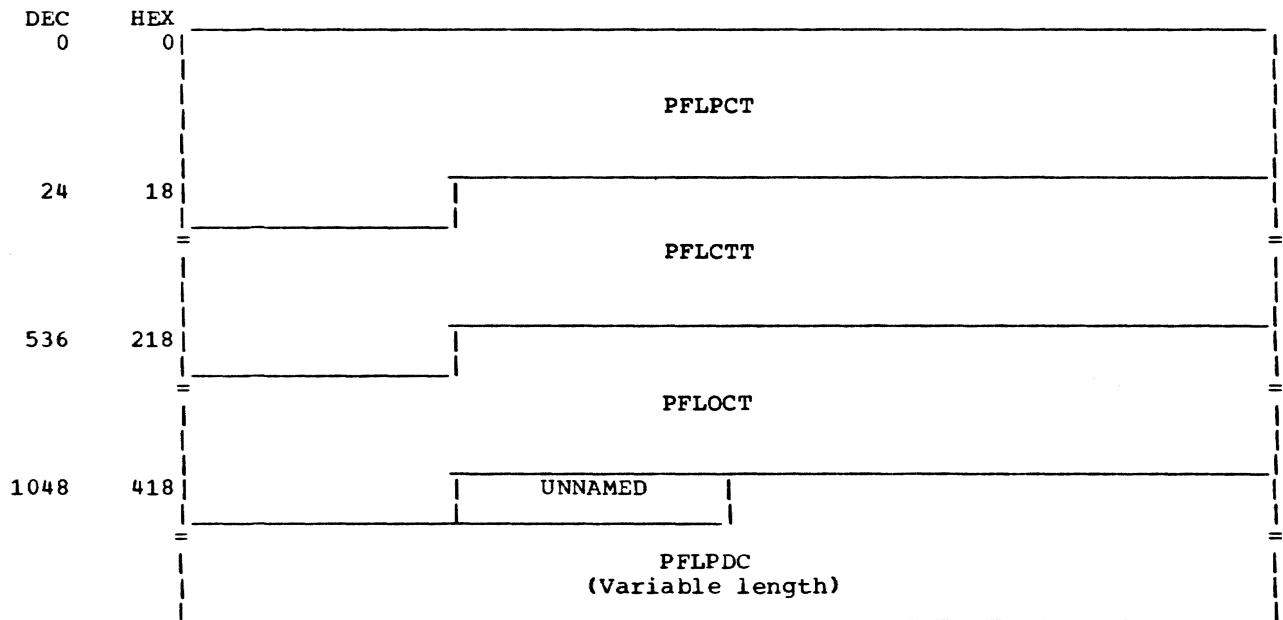 DEC HEX
0 0
PFLPCT
24 18
PFLCTT
536 218
PFLOCT
1048 418 UNNAMED
PFLPDC
(Variable length)